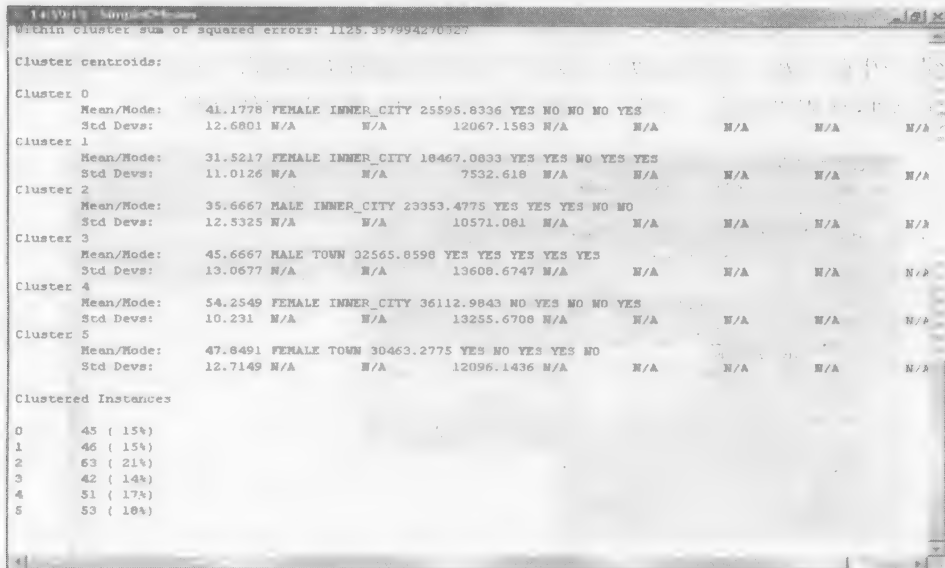 14:59:13 - SimpleKMeans
Within cluster sum of squared errors: 1125.357994270327
Cluster centroids:
Cluster 0
Mean/Mode: 41.1778 FEMALE INNER_CITY 25595.8336 YES NO NO NO YES
Std Devs: 12.6801 N/A N/A 12067.1583 N/A N/A N/A N/A N/A
Cluster 1
Mean/Mode: 31.5217 FEMALE INNER_CITY 18467.0833 YES YES NO YES YES
Std Devs: 11.0126 N/A N/A 7532.618 N/A N/A N/A N/A N/A
Cluster 2
Mean/Mode: 35.6667 MALE INNER_CITY 23353.4775 YES YES YES NO NO
Std Devs: 12.5325 N/A N/A 10571.081 N/A N/A N/A N/A N/A
Cluster 3
Mean/Mode: 45.6667 MALE TOWN 32565.8598 YES YES YES YES YES
Std Devs: 13.0677 N/A N/A 13608.6747 N/A N/A N/A N/A N/A
Cluster 4
Mean/Mode: 54.2549 FEMALE INNER_CITY 36112.9843 NO YES NO NO YES
Std Devs: 10.231 N/A N/A 13255.6708 N/A N/A N/A N/A N/A
Cluster 5
Mean/Mode: 47.8491 FEMALE TOWN 30463.2775 YES NO YES YES NO
Std Devs: 12.7149 N/A N/A 12096.1436 N/A N/A N/A N/A N/A
Clustered Instances
0 45 ( 15%)
1 46 ( 15%)
2 63 ( 21%)
3 42 ( 14%)
4 51 ( 17%)
5 53 ( 18%)